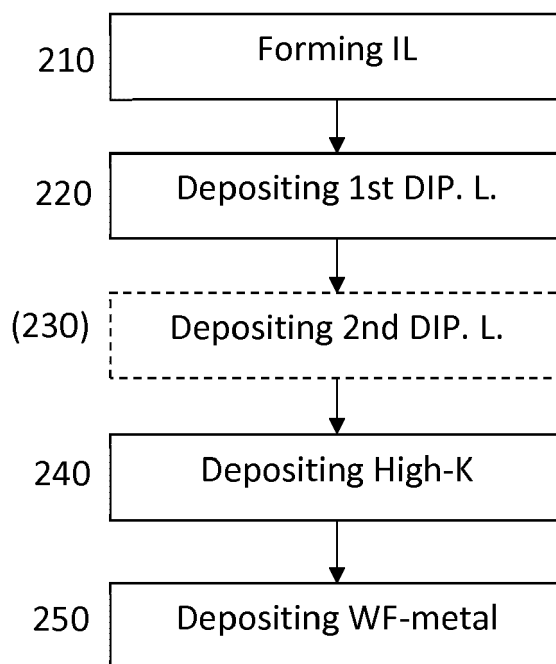 210 Forming IL
220 Depositing 1st DIP. L.
(230) Depositing 2nd DIP. L.
240 Depositing High-K
250 Depositing WF-metal